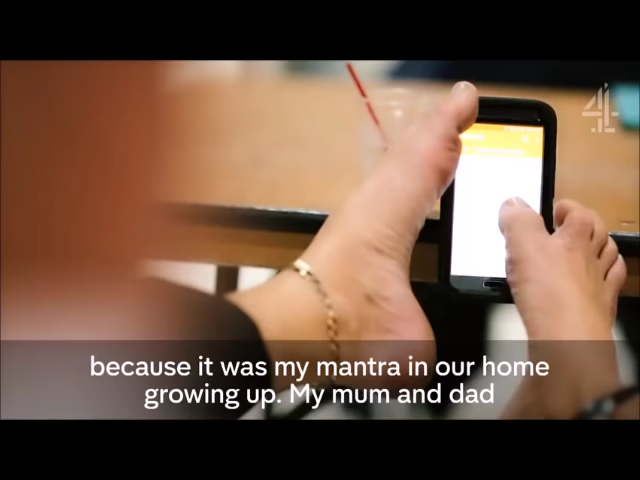 because it was my mantra in our home
growing up. My mum and dad